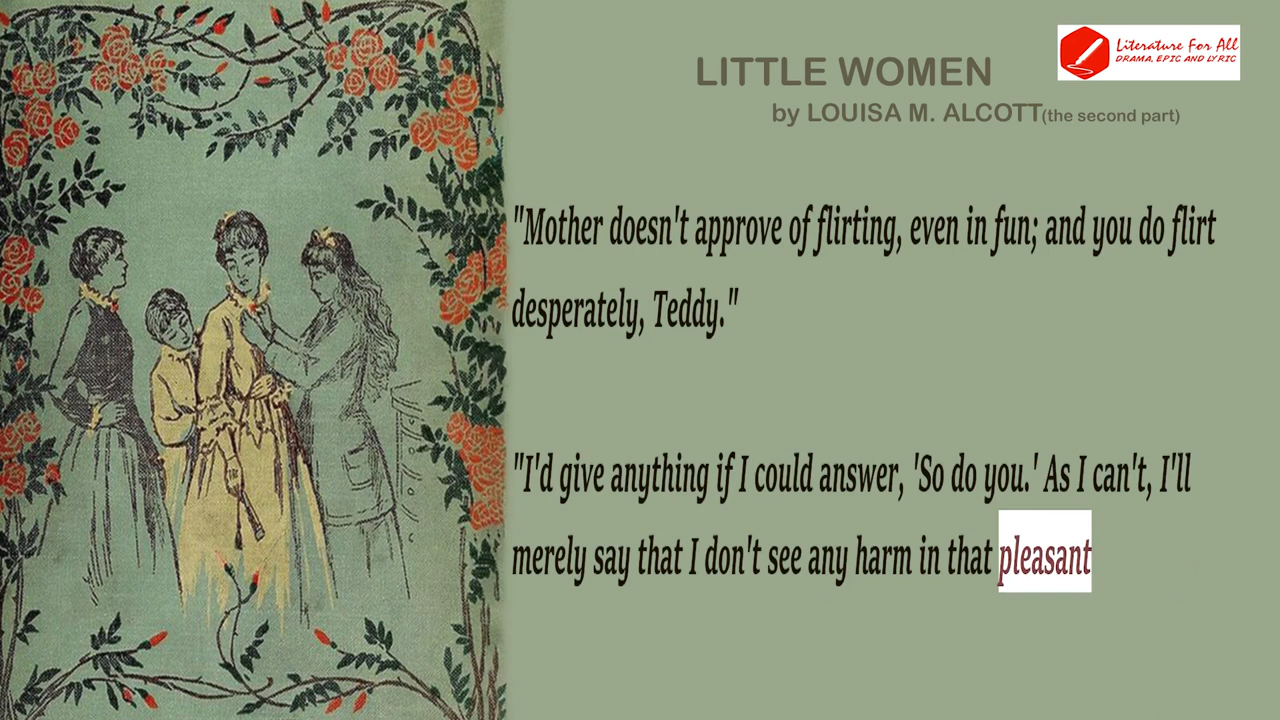 LITTLE WOMEN
by LOUISA M. ALCOTT(the second part)
Literature For All
DRAMA, EPIC AND LYRIC
"Mother doesn't approve of flirting, even in fun; and you do flirt
desperately, Teddy."
"I'd give anything if I could answer, 'So do you.' As I can't, I'll
merely say that I don't see any harm in that pleasant